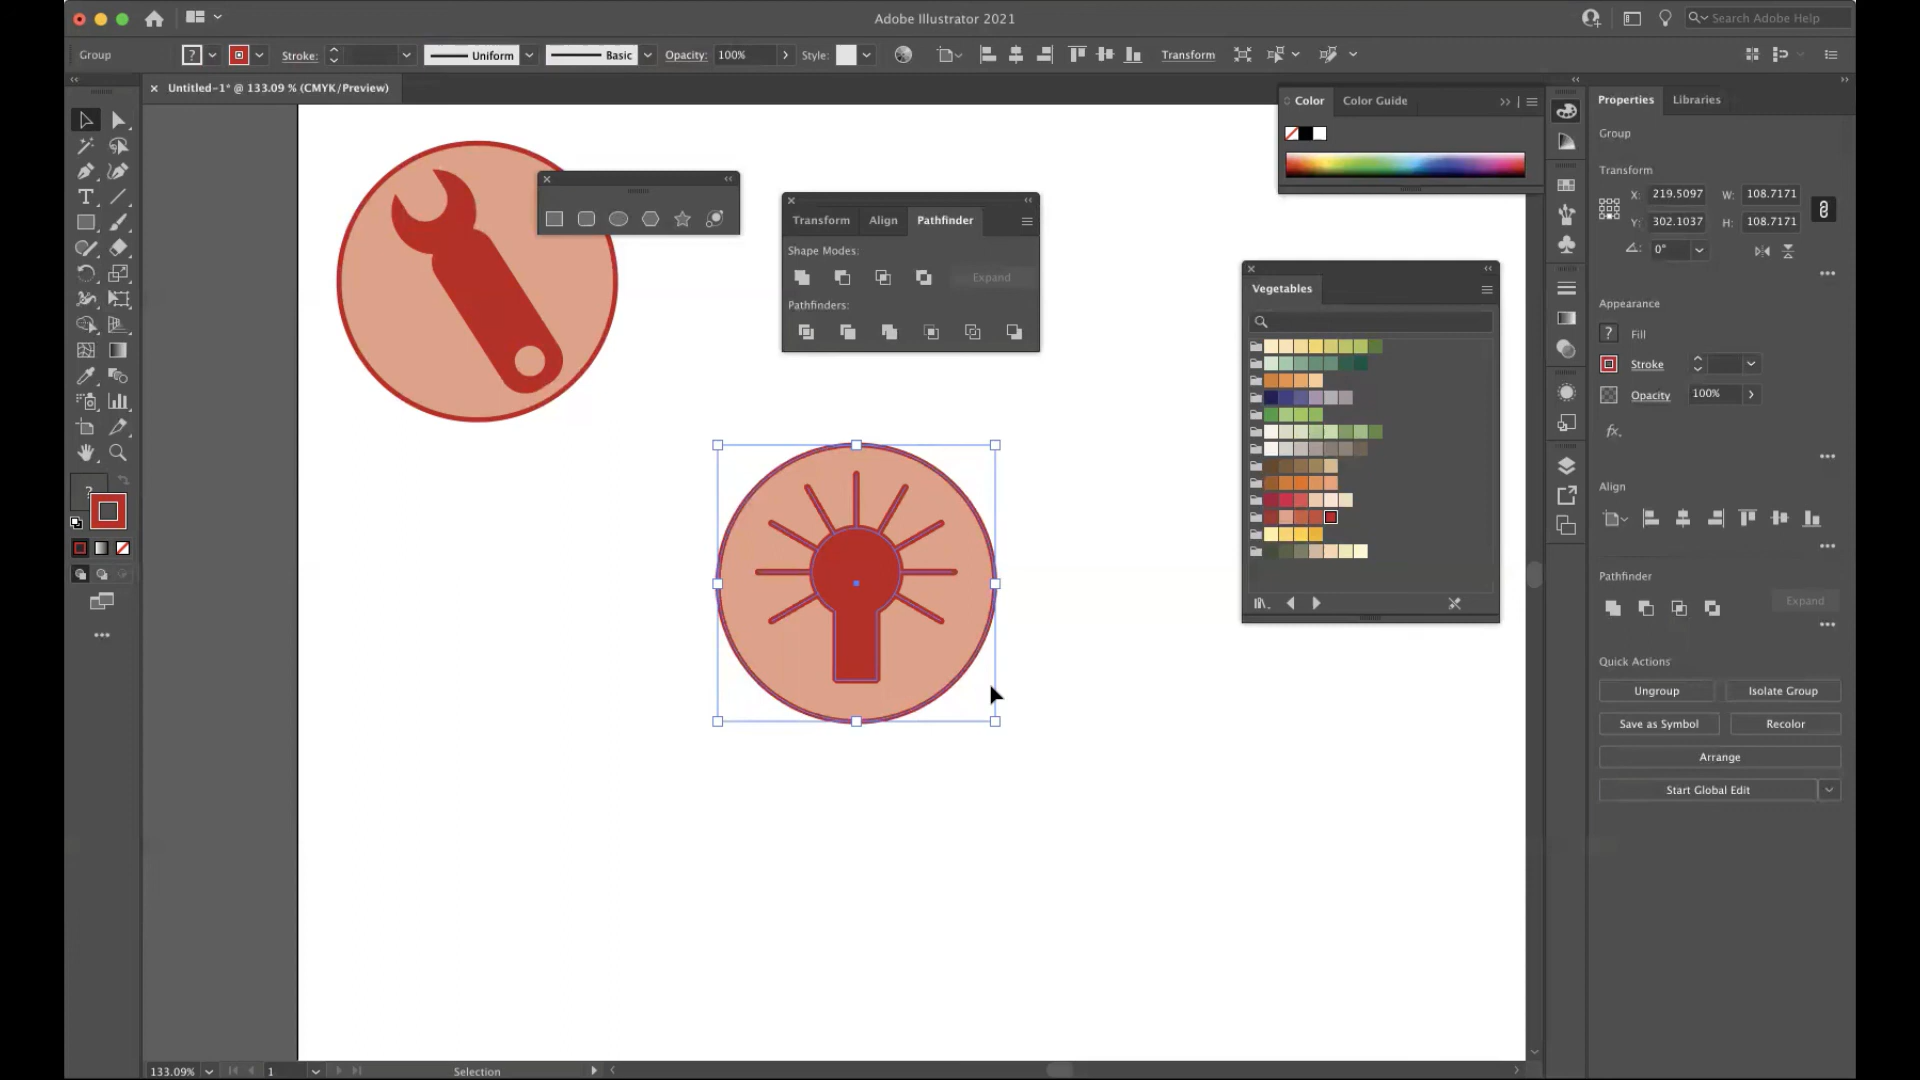 Adobe Illustrator 2021
Search Adobe Help
Group
Stroke:
Uniform
Basic
Opacity:
100%
Style:
Transform
Untitled-1* @ 133.09 % (CMYK/Preview)
Color
Color Guide
Properties
Libraries
Group
Transform
X:
219.5097
W:
108.7171
Y:
302.1037
H:
108.7171
0°
Transform
Align
Pathfinder
Shape Modes:
Expand
Pathfinders:
Vegetables
Appearance
Fill
Stroke
Opacity
100%
Align
Pathfinder
Expand
Quick Actions
Ungroup
Isolate Group
Save as Symbol
Recolor
Arrange
Start Global Edit
133.09%
1
Selection